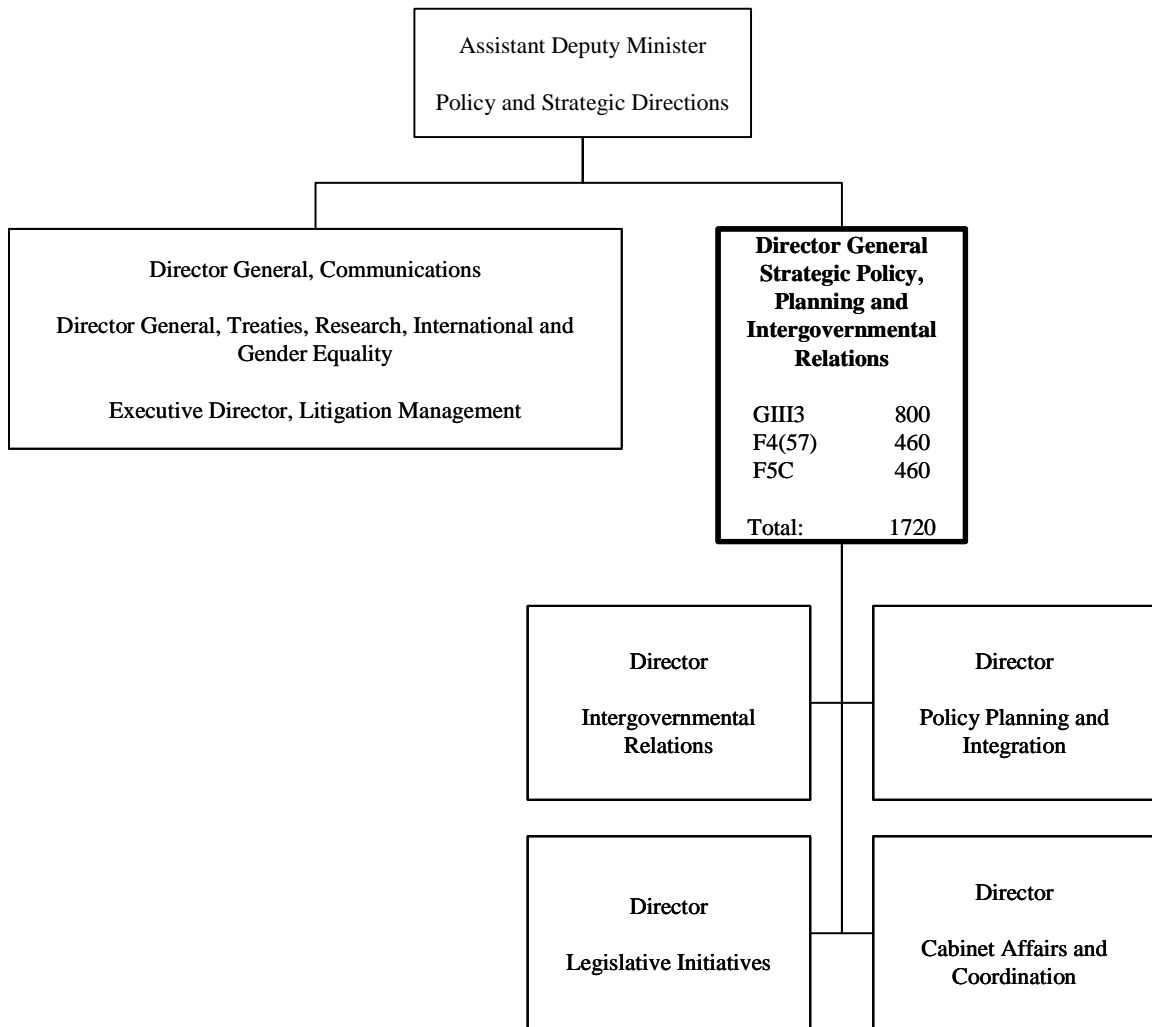 Assistant Deputy Minister
Policy and Strategic Directions
Director General, Communications
Director General, Treaties, Research, International and
Gender Equality
Executive Director, Litigation Management
Director General
Strategic Policy,
Planning and
Intergovernmental
Relations
GIII3 800
F4(57) 460
F5C 460
Total: 1720
Director
Intergovernmental
Relations
Director
Policy Planning and
Integration
Director
Legislative Initiatives
Director
Cabinet Affairs and
Coordination